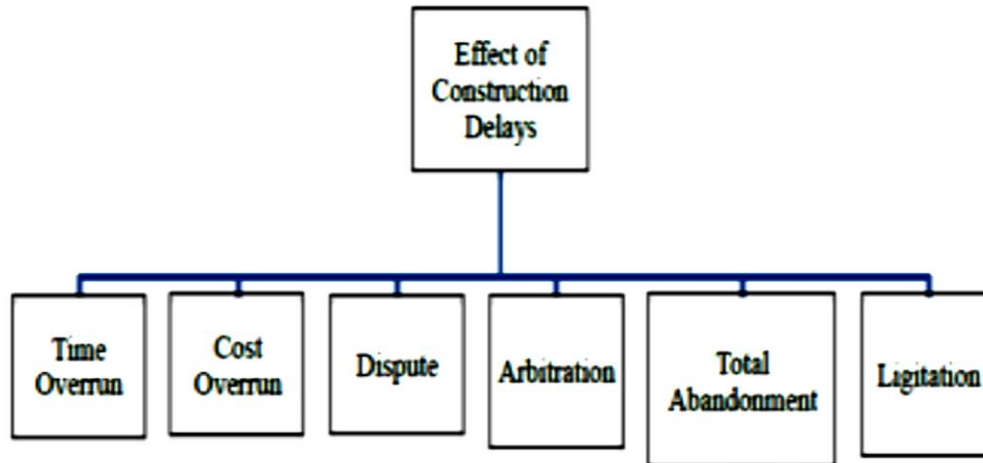 Effect of
Construction
Delays
Time
Overrun
Cost
Overrun
Dispute
Arbitration
Total
Abandonment
Ligitation